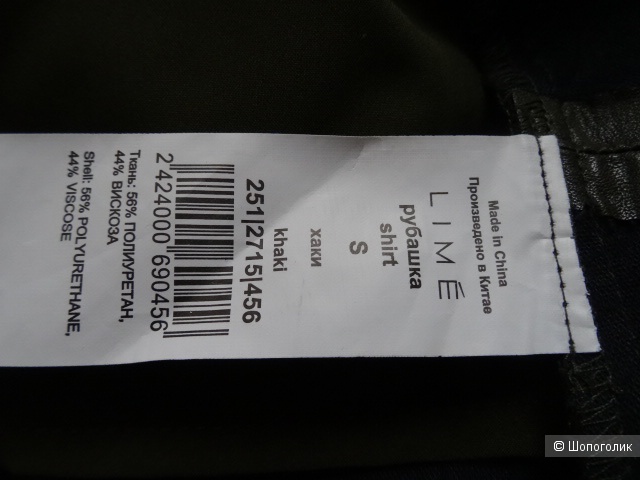 Made in China
Произведено в Китае
LIMÉ
рубашка
shirt
S
хаки
khaki
251|2715|456
2 424000 690456
Ткань: 56% ПОЛИУРЕТАН,
44% ВИСКОЗА
Shell: 56% POLYURETHANE,
44% VISCOSE
© Шопоголик